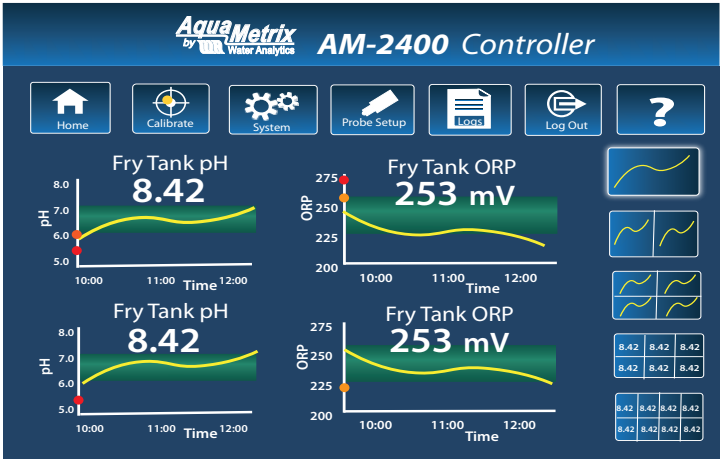 AquaMetrix
by Water Analytics
AM-2400 Controller
Home
Calibrate
System
Probe Setup
Logs
Log Out
?
Fry Tank pH
8.42
pH
8.0
7.0
6.0
5.0
10:00 11:00 12:00
Time
Fry Tank ORP
253 mV
ORP
275
250
225
200
10:00 11:00 12:00
Time
Fry Tank pH
8.42
pH
8.0
7.0
6.0
5.0
10:00 11:00 12:00
Time
Fry Tank ORP
253 mV
ORP
275
250
225
200
10:00 11:00 12:00
Time
8.42 8.42 8.42
8.42 8.42 8.42
8.42 8.42 8.42 8.42
8.42 8.42 8.42 8.42